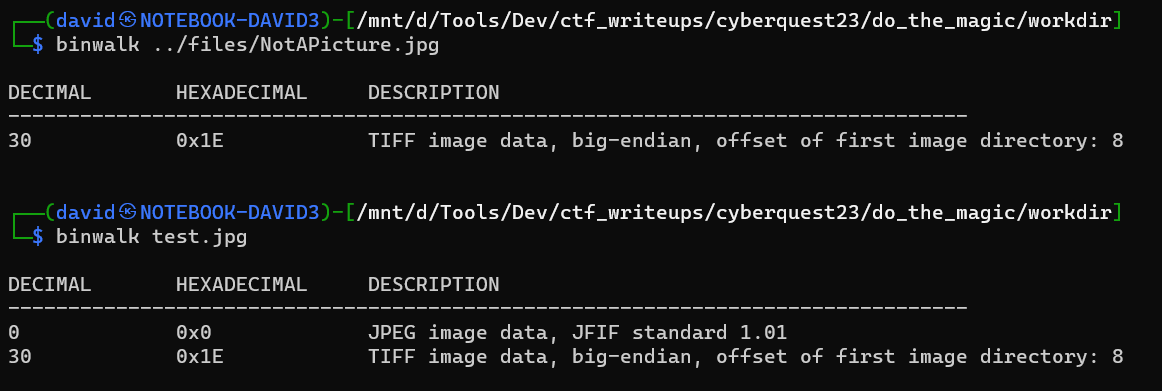 ┌──(david㉿NOTEBOOK-DAVID3)-[/mnt/d/Tools/Dev/ctf_writeups/cyberquest23/do_the_magic/workdir]
└─$ binwalk ../files/NotAPicture.jpg
DECIMAL       HEXADECIMAL     DESCRIPTION
--------------------------------------------------------------------------------
30            0x1E            TIFF image data, big-endian, offset of first image directory: 8
┌──(david㉿NOTEBOOK-DAVID3)-[/mnt/d/Tools/Dev/ctf_writeups/cyberquest23/do_the_magic/workdir]
└─$ binwalk test.jpg
DECIMAL       HEXADECIMAL     DESCRIPTION
--------------------------------------------------------------------------------
0             0x0             JPEG image data, JFIF standard 1.01
30            0x1E            TIFF image data, big-endian, offset of first image directory: 8